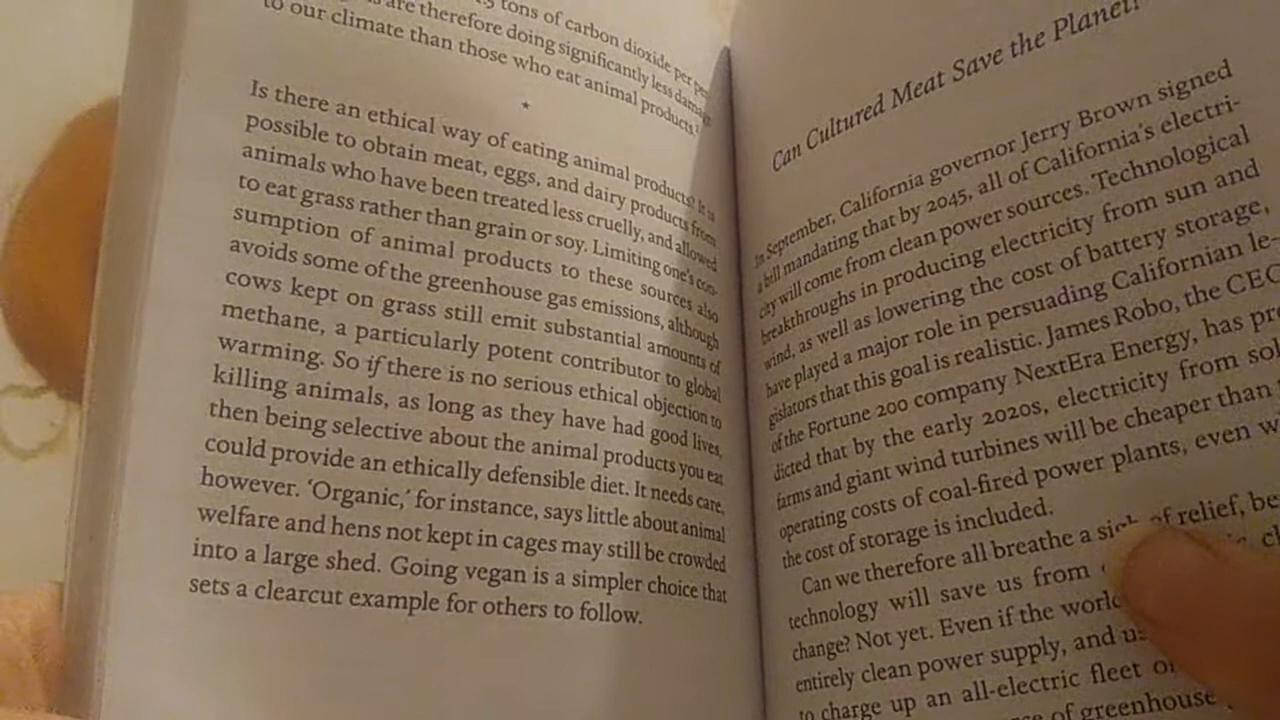 tons of carbon dioxide per
are therefore doing significantly less
to our climate than those who eat animal products
*
Is there an ethical way of eating animal products? It is
possible to obtain meat, eggs, and dairy products from
animals who have been treated less cruelly, and allowed
to eat grass rather than grain or soy. Limiting one's con-
sumption of animal products to these sources also
avoids some of the greenhouse gas emissions, although
cows kept on grass still emit substantial amounts of
methane, a particularly potent contributor to global
warming. So if there is no serious ethical objection to
killing animals, as long as they have had good lives,
then being selective about the animal products you eat
could provide an ethically defensible diet. It needs care,
however. ‘Organic,’ for instance, says little about animal
welfare and hens not kept in cages may still be crowded
into a large shed. Going vegan is a simpler choice that
sets a clearcut example for others to follow.
Can Cultured Meat Save the Planet?
In September, California governor Jerry Brown signed
a bill mandating that by 2045, all of California's electri-
city will come from clean power sources. Technological
breakthroughs in producing electricity from sun and
wind, as well as lowering the cost of battery storage,
have played a major role in persuading Californian le-
gislators that this goal is realistic. James Robo, the CEO
of the Fortune 200 company NextEra Energy, has pre
dicted that by the early 2020s, electricity from sol
farms and giant wind turbines will be cheaper than
operating costs of coal-fired power plants, even w
the cost of storage is included.
Can we therefore all breathe a sigh of relief, be
technology will save us from
change? Not yet. Even if the world
entirely clean power supply, and
to charge up an all-electric fleet
of greenhouse